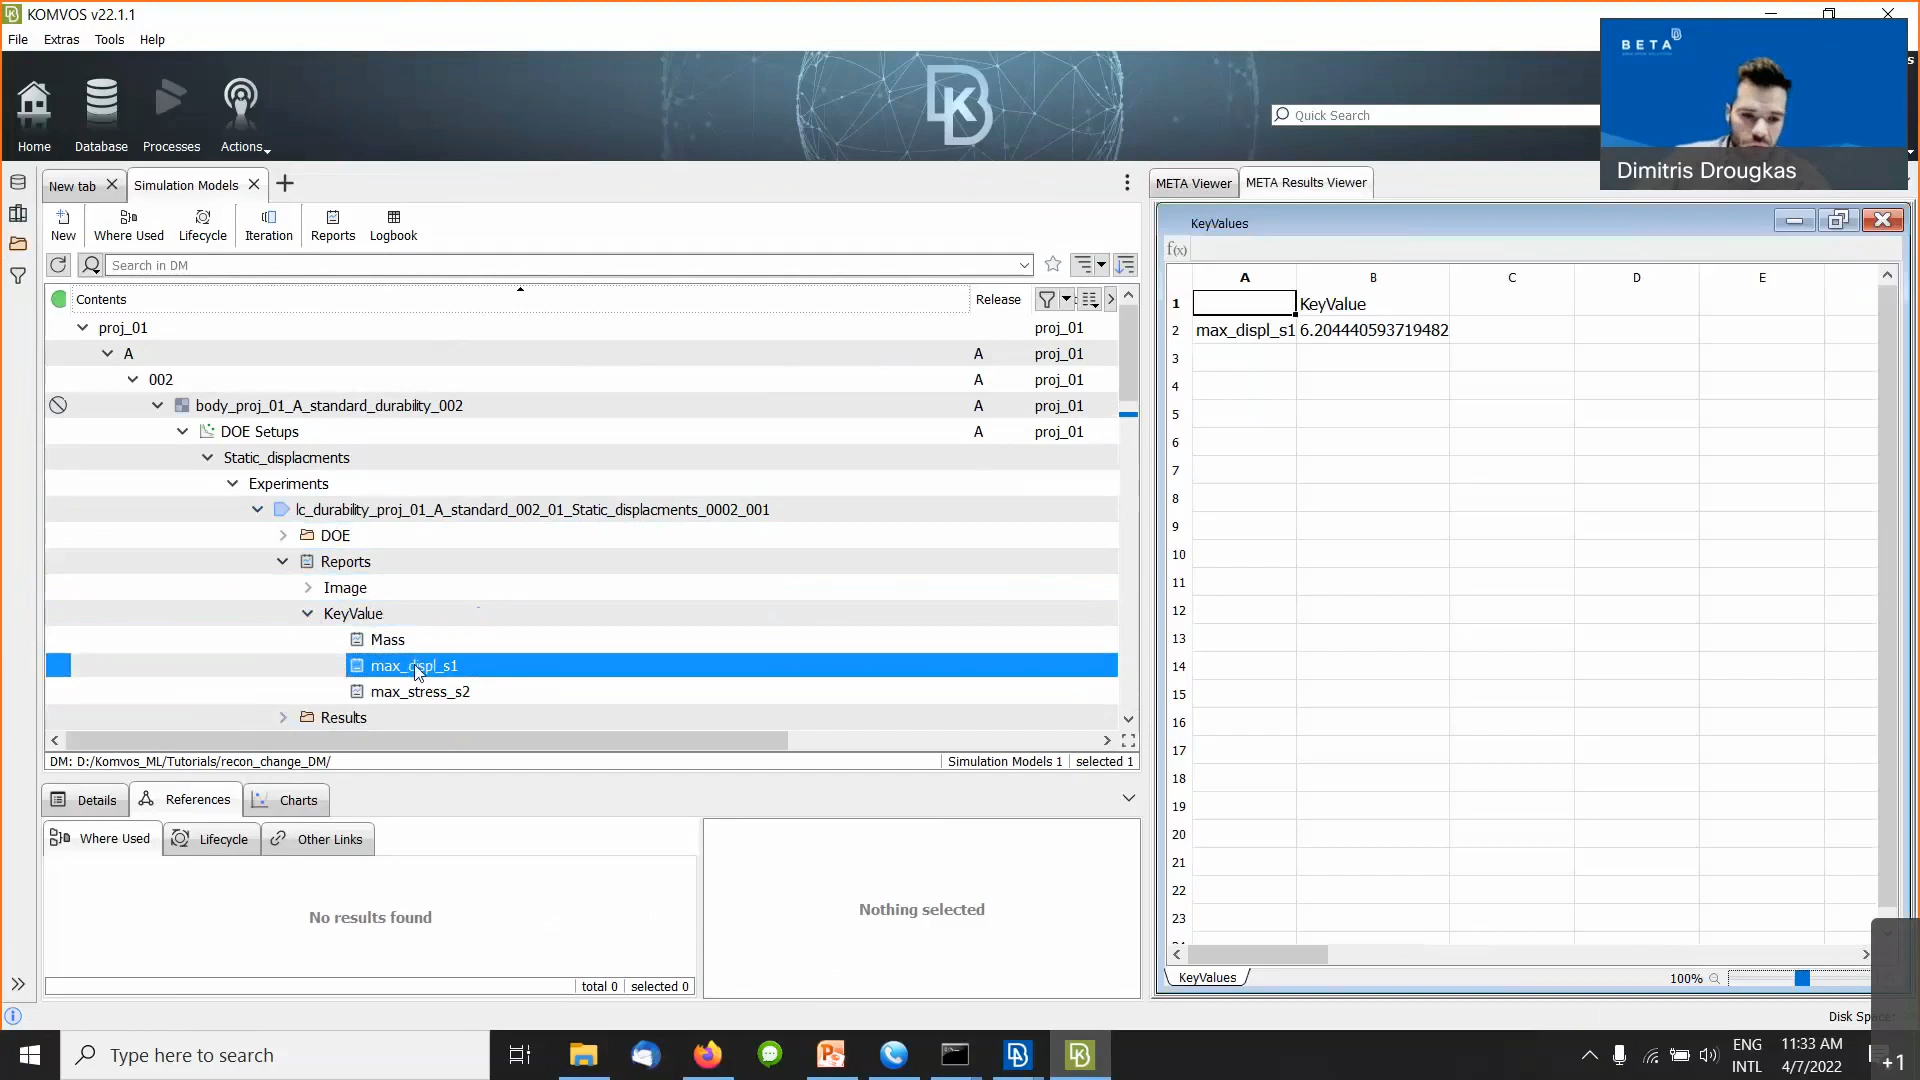 KOMVOS v22.1.1
File Extras Tools Help
BETA
Dimitris Drougkas
Home Database Processes Actions
Quick Search
New tab Simulation Models
META Viewer META Results Viewer
New Where Used Lifecycle Iteration Reports Logbook
Search in DM
Contents Release
proj_01 proj_01
A A proj_01
002 A proj_01
body_proj_01_A_standard_durability_002 A proj_01
DOE Setups A proj_01
Static_displacments
Experiments
lc_durability_proj_01_A_standard_002_01_Static_displacments_0002_001
DOE
Reports
Image
KeyValue
Mass
max_displ_s1
max_stress_s2
Results
DM: D:/Komvos_ML/Tutorials/recon_change_DM/ Simulation Models 1 selected 1
Details References Charts
Where Used Lifecycle Other Links
No results found
Nothing selected
total 0 selected 0
KeyValues
f(x)
A B C D E
1 KeyValue
2 max_displ_s1 6.204440593719482
3
4
5
6
7
8
9
10
11
12
13
14
15
16
17
18
19
20
21
22
23
KeyValues
100%
Type here to search
ENG
INTL
11:33 AM
4/7/2022
+1